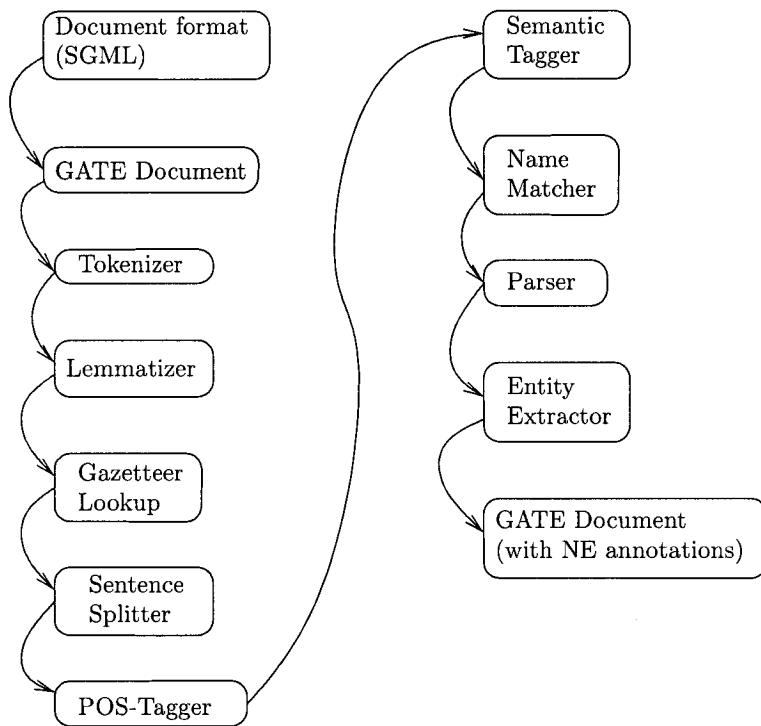 Document format
(SGML)
GATE Document
Tokenizer
Lemmatizer
Gazetteer
Lookup
Sentence
Splitter
POS-Tagger
Semantic
Tagger
Name
Matcher
Parser
Entity
Extractor
GATE Document
(with NE annotations)